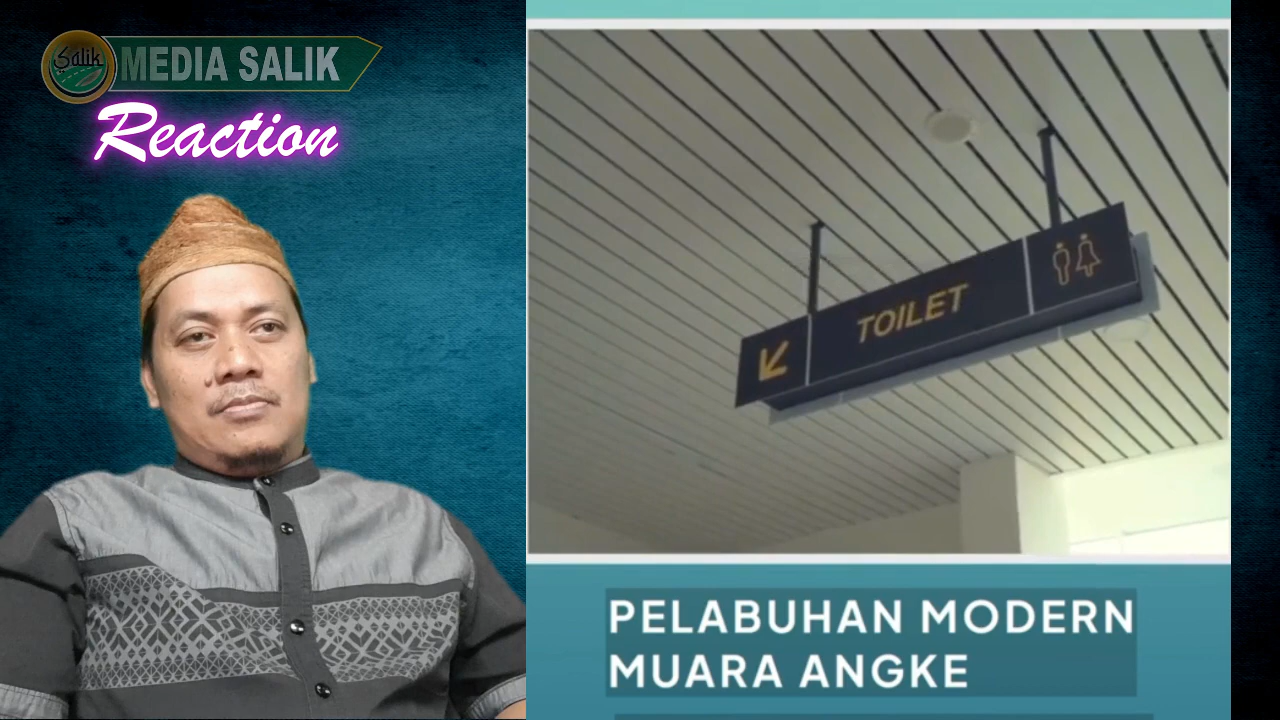 Salik
MEDIA SALIK
Reaction
TOILET
PELABUHAN MODERN
MUARA ANGKE